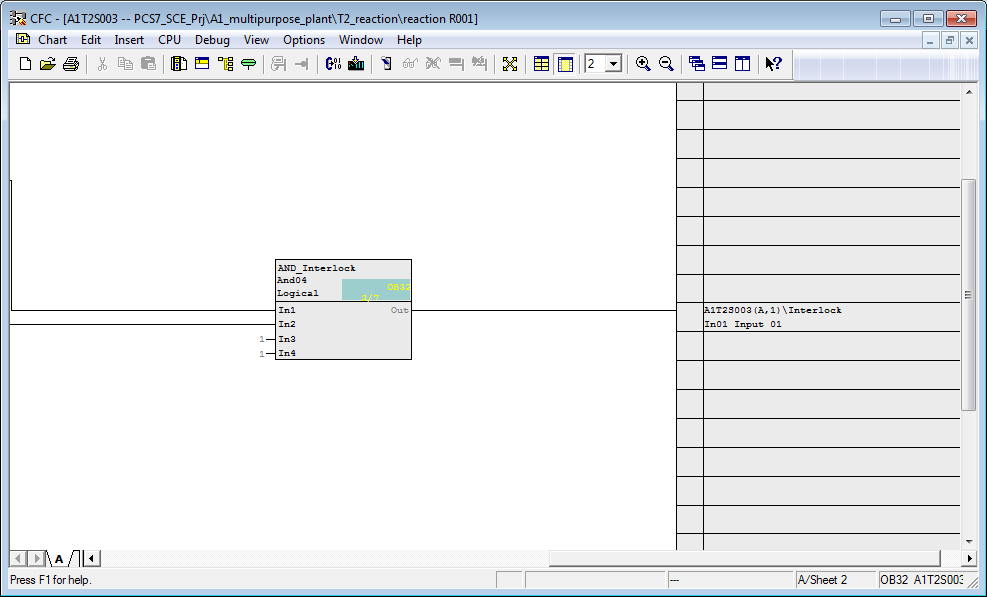 CFC - [A1T2S003 -- PCS7_SCE_Prj\A1_multipurpose_plant\T2_reaction\reaction R001]
Chart Edit Insert CPU Debug View Options Window Help
2
AND_Interlock
And04
OB32
Logical
In1 Out
In2
1 In3
1 In4
A1T2S003(A,1)\Interlock
In01 Input 01
A
Press F1 for help.
---
A/Sheet 2
OB32 A1T2S003